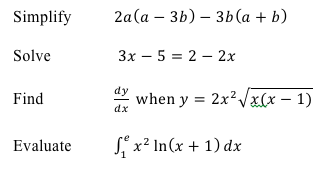 Simplify 2a(a − 3b) − 3b(a + b)
Solve 3x − 5 = 2 − 2x
Find dy/dx when y = 2x²√(x(x − 1)
Evaluate ∫₁ᵉ x² ln(x + 1) dx